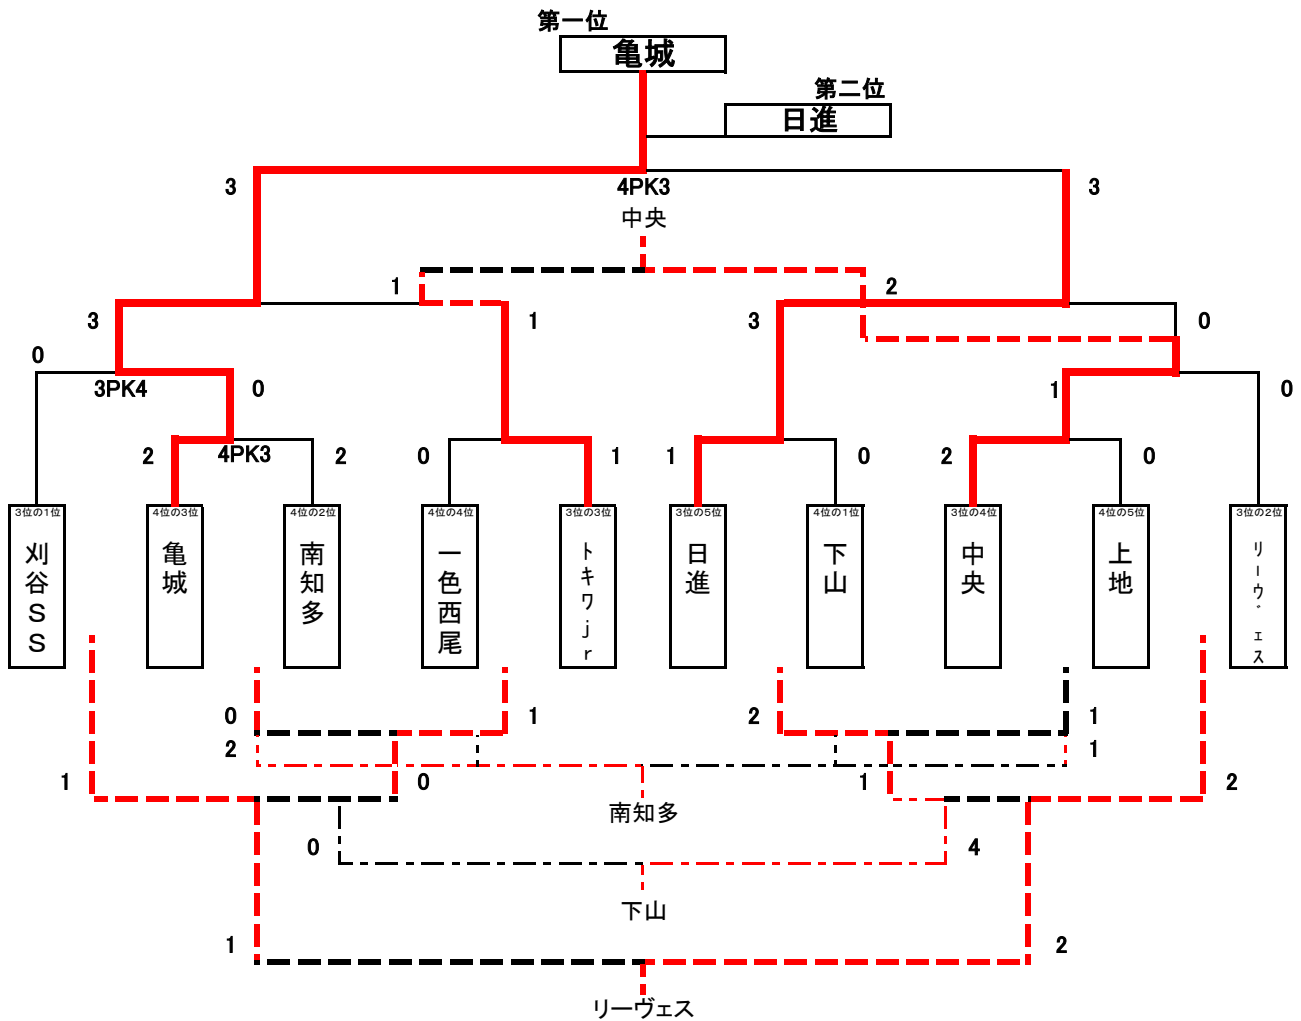 第一位
亀城
第二位
日進
3
4PK3
3
中央
1
2
3
1
3
0
0
3PK4
0
1
0
2
4PK3
2
0
1
1
0
2
0
3位の1位
4位の3位
4位の2位
4位の4位
3位の3位
3位の5位
4位の1位
3位の4位
4位の5位
3位の2位
刈谷SS
亀城
南知多
一色西尾
トキワjr
日進
下山
中央
上地
リーヴェス
0
1
2
1
2
1
1
0
1
2
南知多
0
4
下山
1
2
リーヴェス